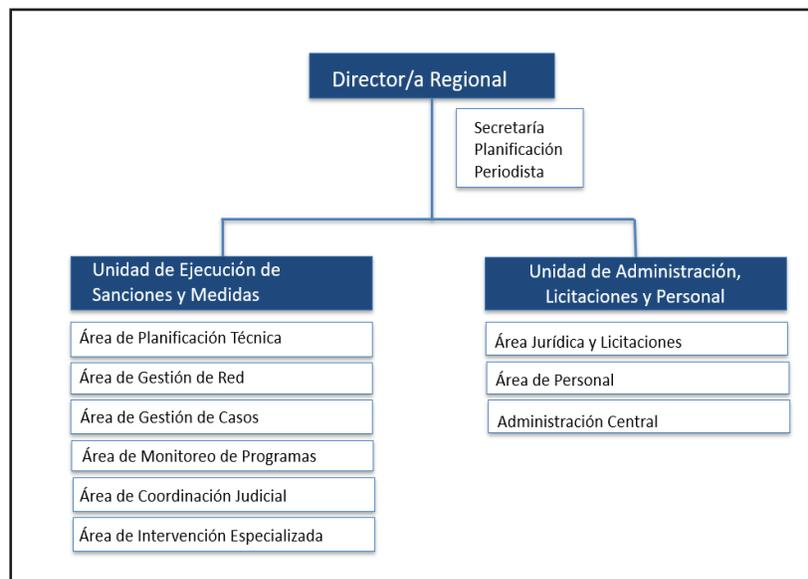 Director/a Regional
Secretaría
Planificación
Periodista
Unidad de Ejecución de
Sanciones y Medidas
Área de Planificación Técnica
Área de Gestión de Red
Área de Gestión de Casos
Área de Monitoreo de Programas
Área de Coordinación Judicial
Área de Intervención Especializada
Unidad de Administración,
Licitaciones y Personal
Área Jurídica y Licitaciones
Área de Personal
Administración Central